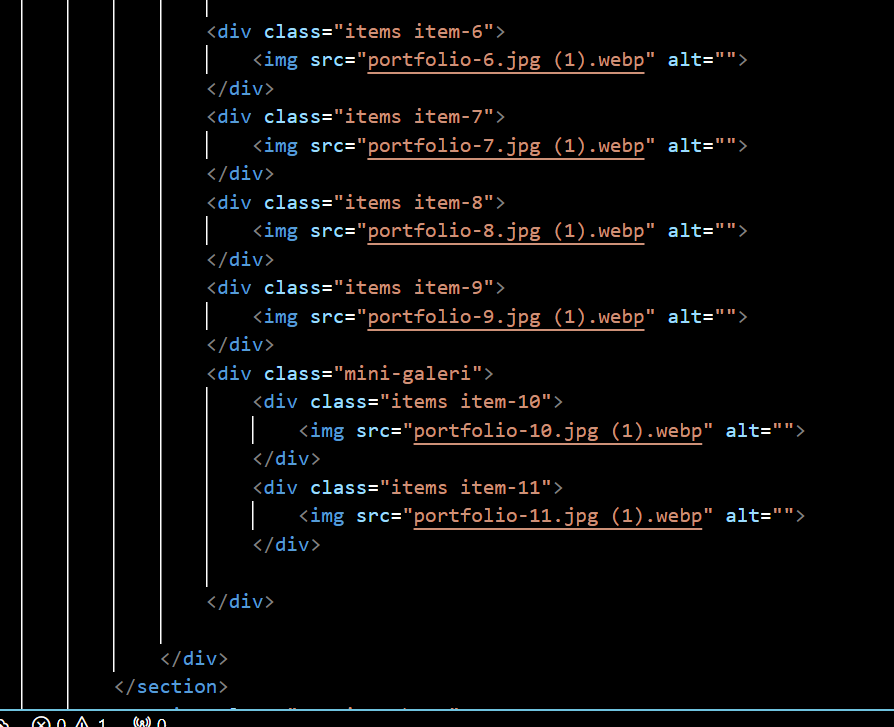 <div class="items item-6">
<img src="portfolio-6.jpg (1).webp" alt="">
</div>
<div class="items item-7">
<img src="portfolio-7.jpg (1).webp" alt="">
</div>
<div class="items item-8">
<img src="portfolio-8.jpg (1).webp" alt="">
</div>
<div class="items item-9">
<img src="portfolio-9.jpg (1).webp" alt="">
</div>
<div class="mini-galeri">
<div class="items item-10">
<img src="portfolio-10.jpg (1).webp" alt="">
</div>
<div class="items item-11">
<img src="portfolio-11.jpg (1).webp" alt="">
</div>
</div>
</div>
</section>
0 1 0